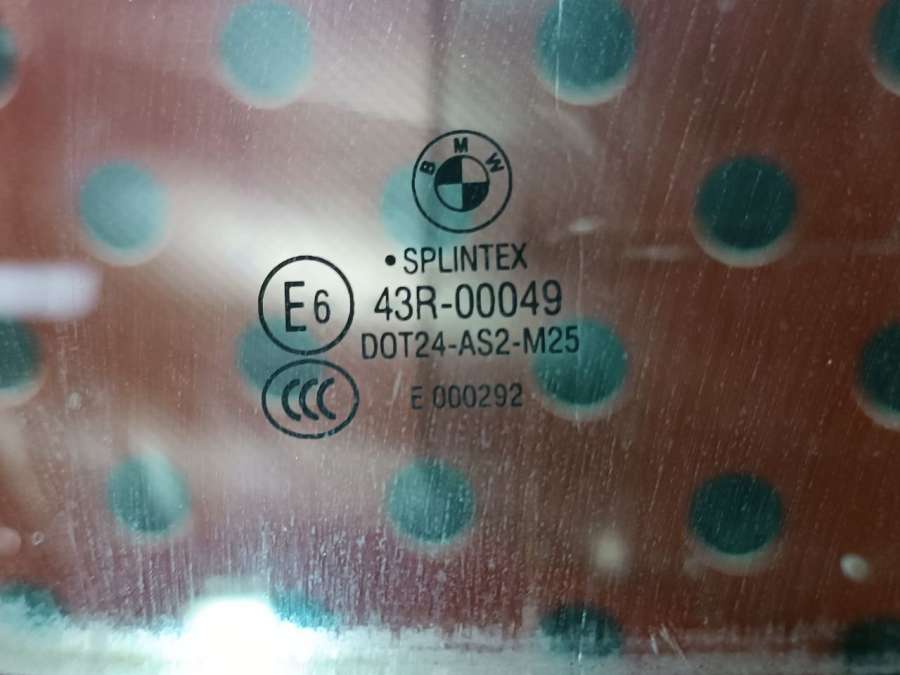 BMW
• SPLINTEX
E6 43R-00049
DOT24-AS2-M25
CCC E 000292